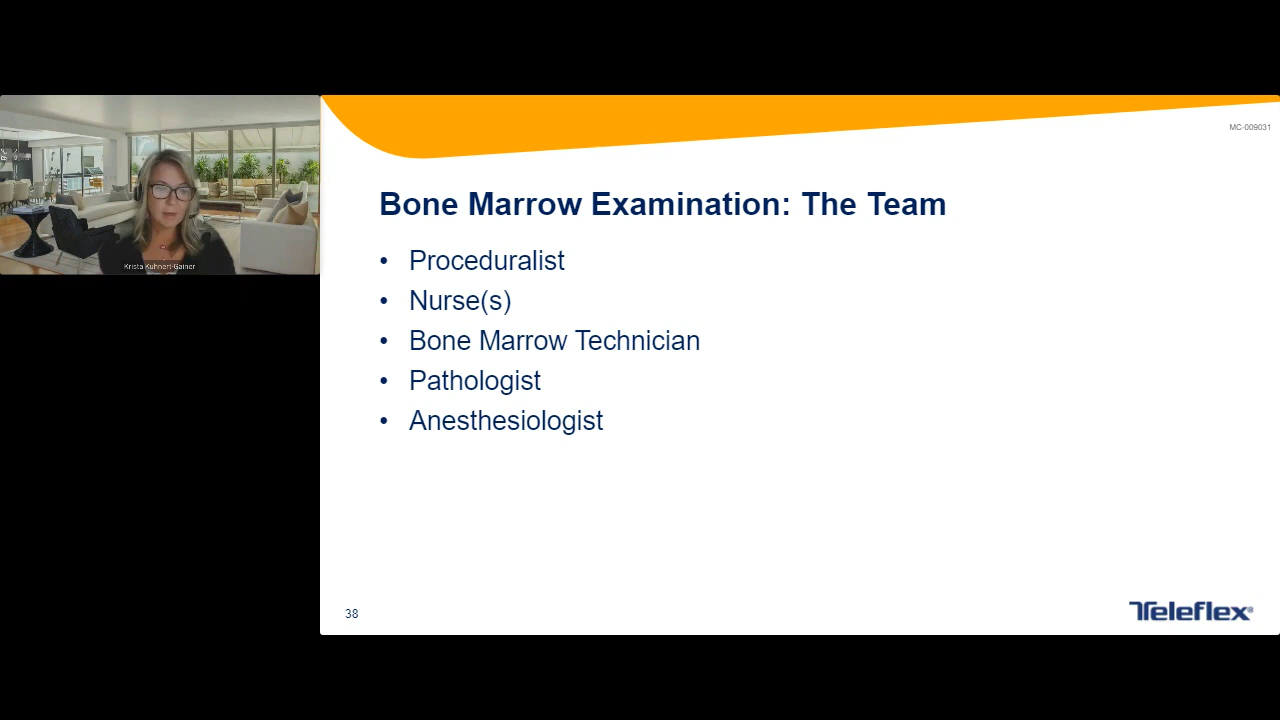 MC-009031
Krista Kuhnert-Gainer
Bone Marrow Examination: The Team
• Proceduralist
• Nurse(s)
• Bone Marrow Technician
• Pathologist
• Anesthesiologist
38
Teleflex®